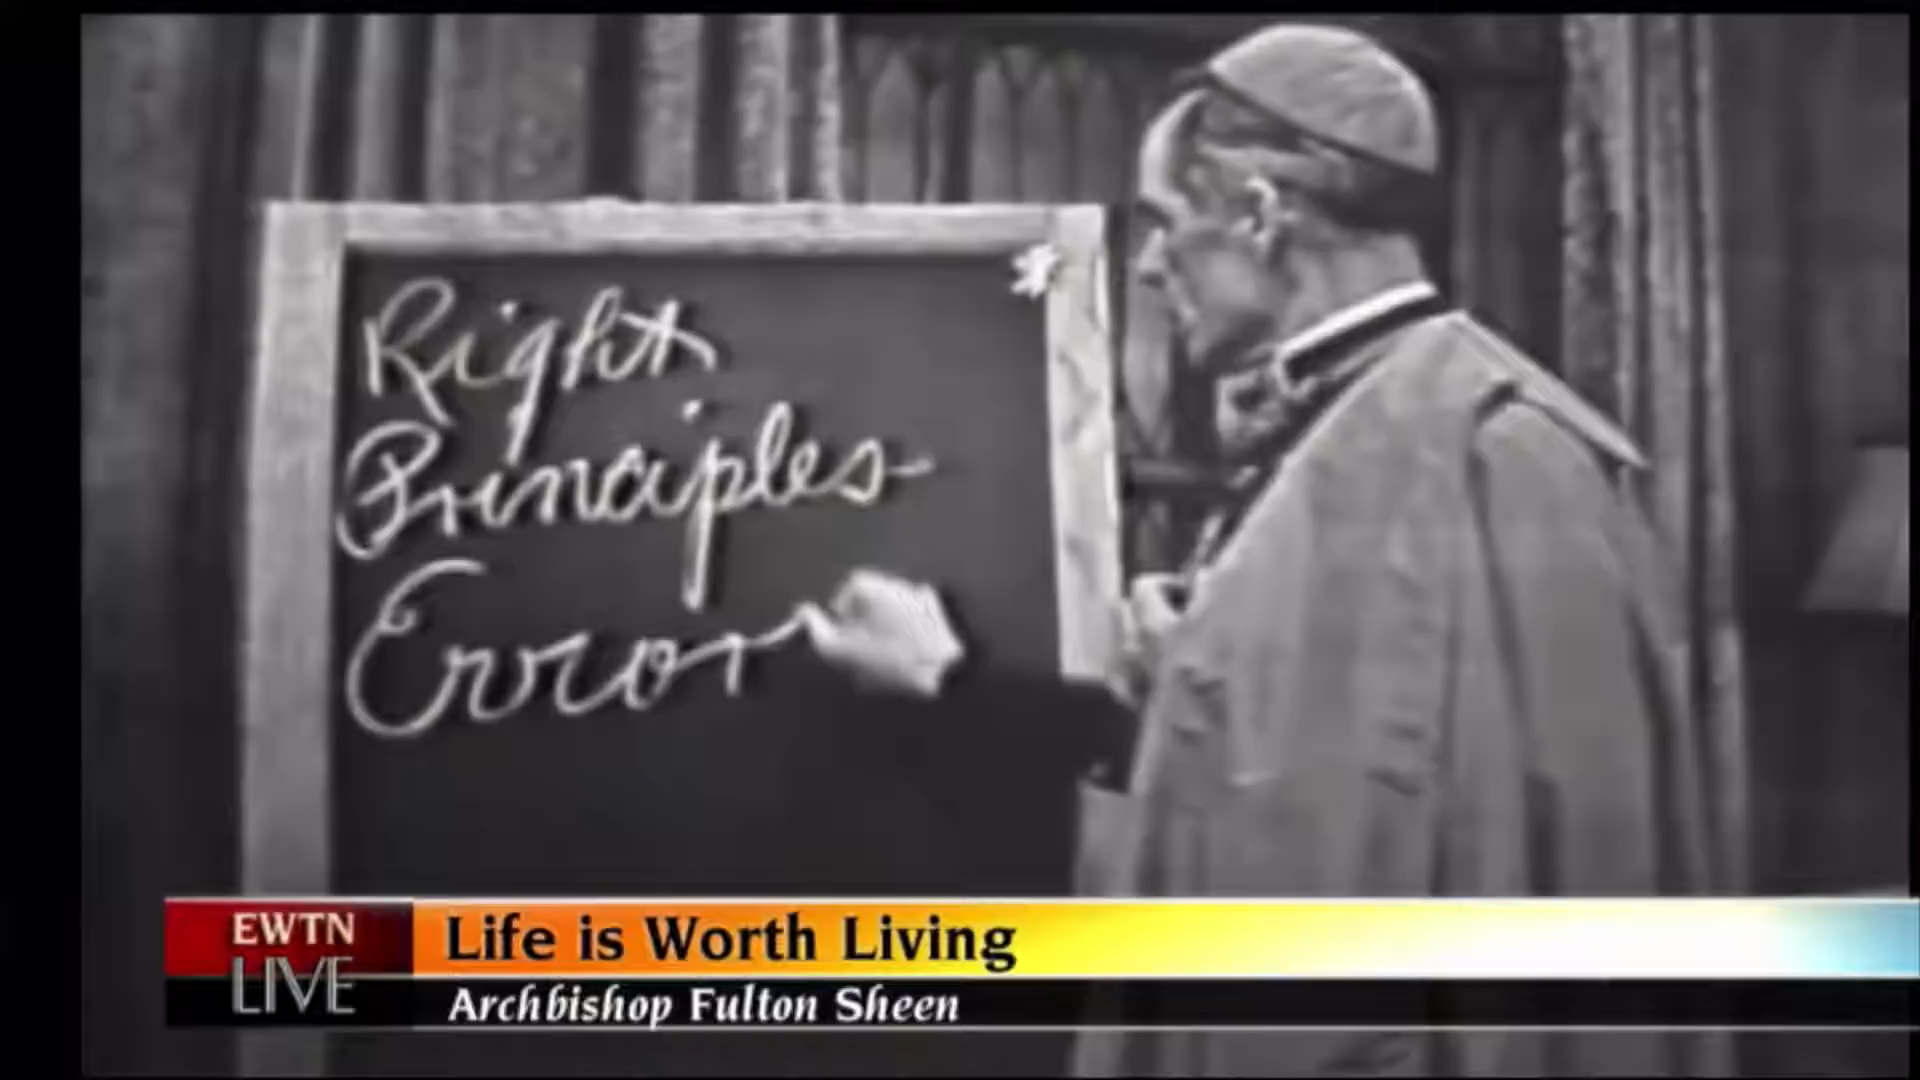 Right
Principles
Error
EWTN
LIVE
Life is Worth Living
Archbishop Fulton Sheen